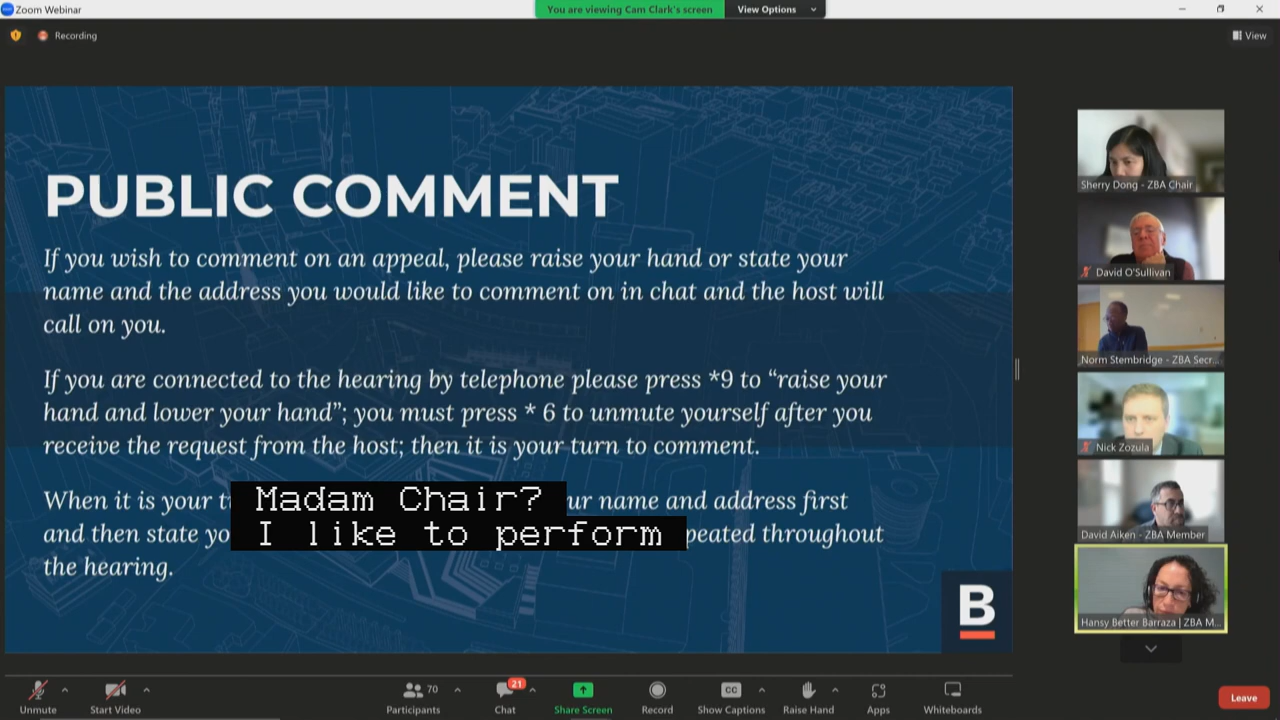 Zoom Webinar
You are viewing Cam Clark's screen
View Options
Recording
View
PUBLIC COMMENT
If you wish to comment on an appeal, please raise your hand or state your
name and the address you would like to comment on in chat and the host will
call on you.
If you are connected to the hearing by telephone please press *9 to “raise your
hand and lower your hand”; you must press * 6 to unmute yourself after you
receive the request from the host; then it is your turn to comment.
When it is your name and address first
and then state throughout
the hearing.
Madam Chair?
I like to perform
B
Sherry Dong - ZBA Chair
David O'Sullivan
Norm Stembridge - ZBA Secr...
Nick Zozula
David Aiken - ZBA Member
Hansy Better Barraza | ZBA M...
Unmute
Start Video
70
Participants
21
Chat
Share Screen
Record
CC
Show Captions
Raise Hand
Apps
Whiteboards
Leave